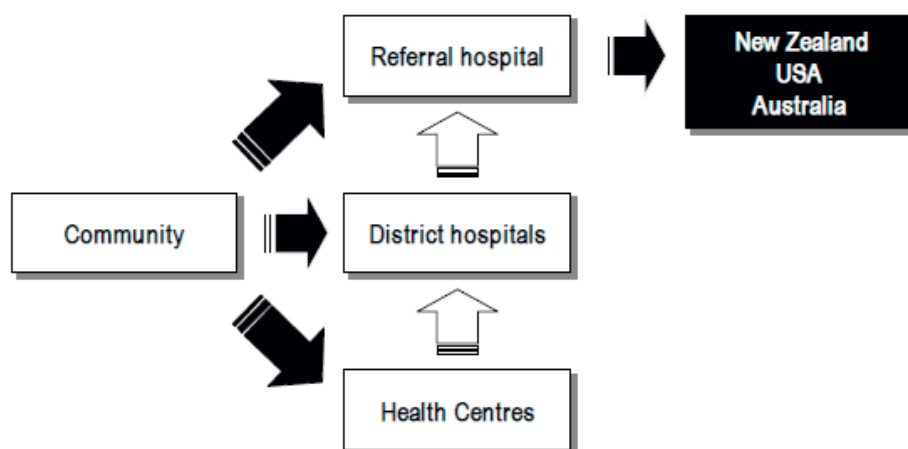 Referral hospital
New Zealand
USA
Australia
Community
District hospitals
Health Centres